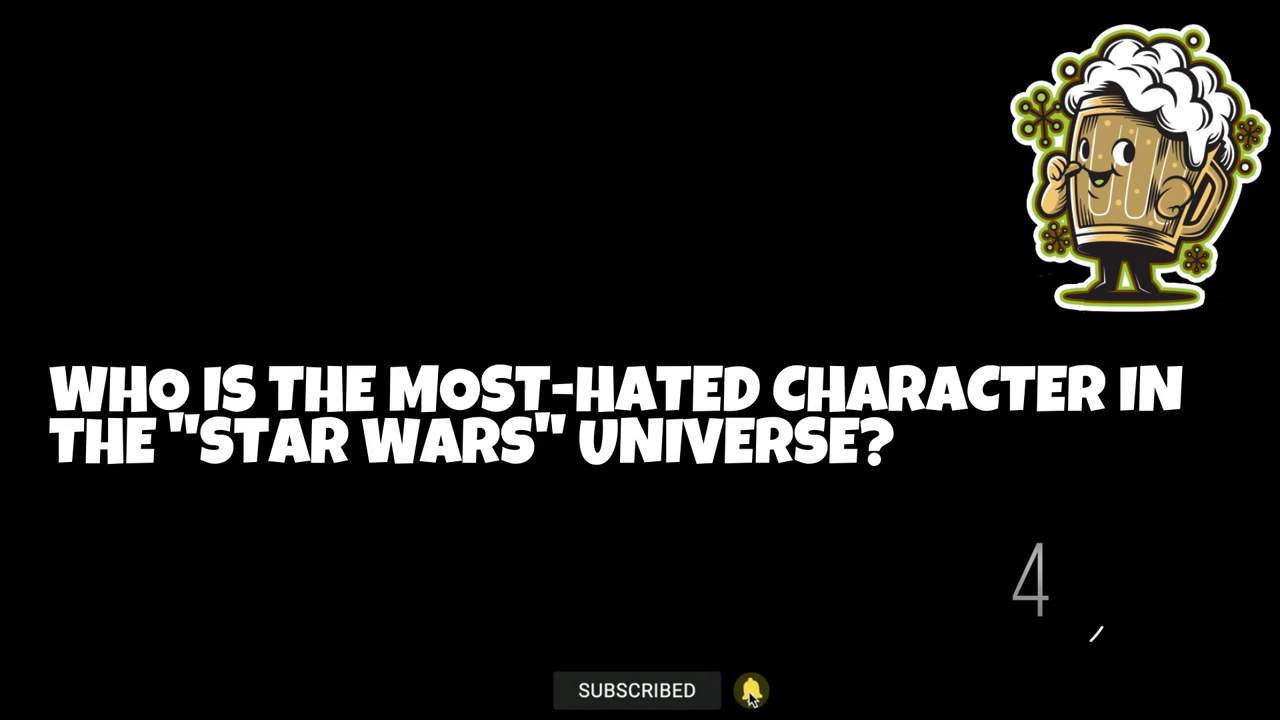 WHO IS THE MOST-HATED CHARACTER IN
THE "STAR WARS" UNIVERSE?
4
SUBSCRIBED